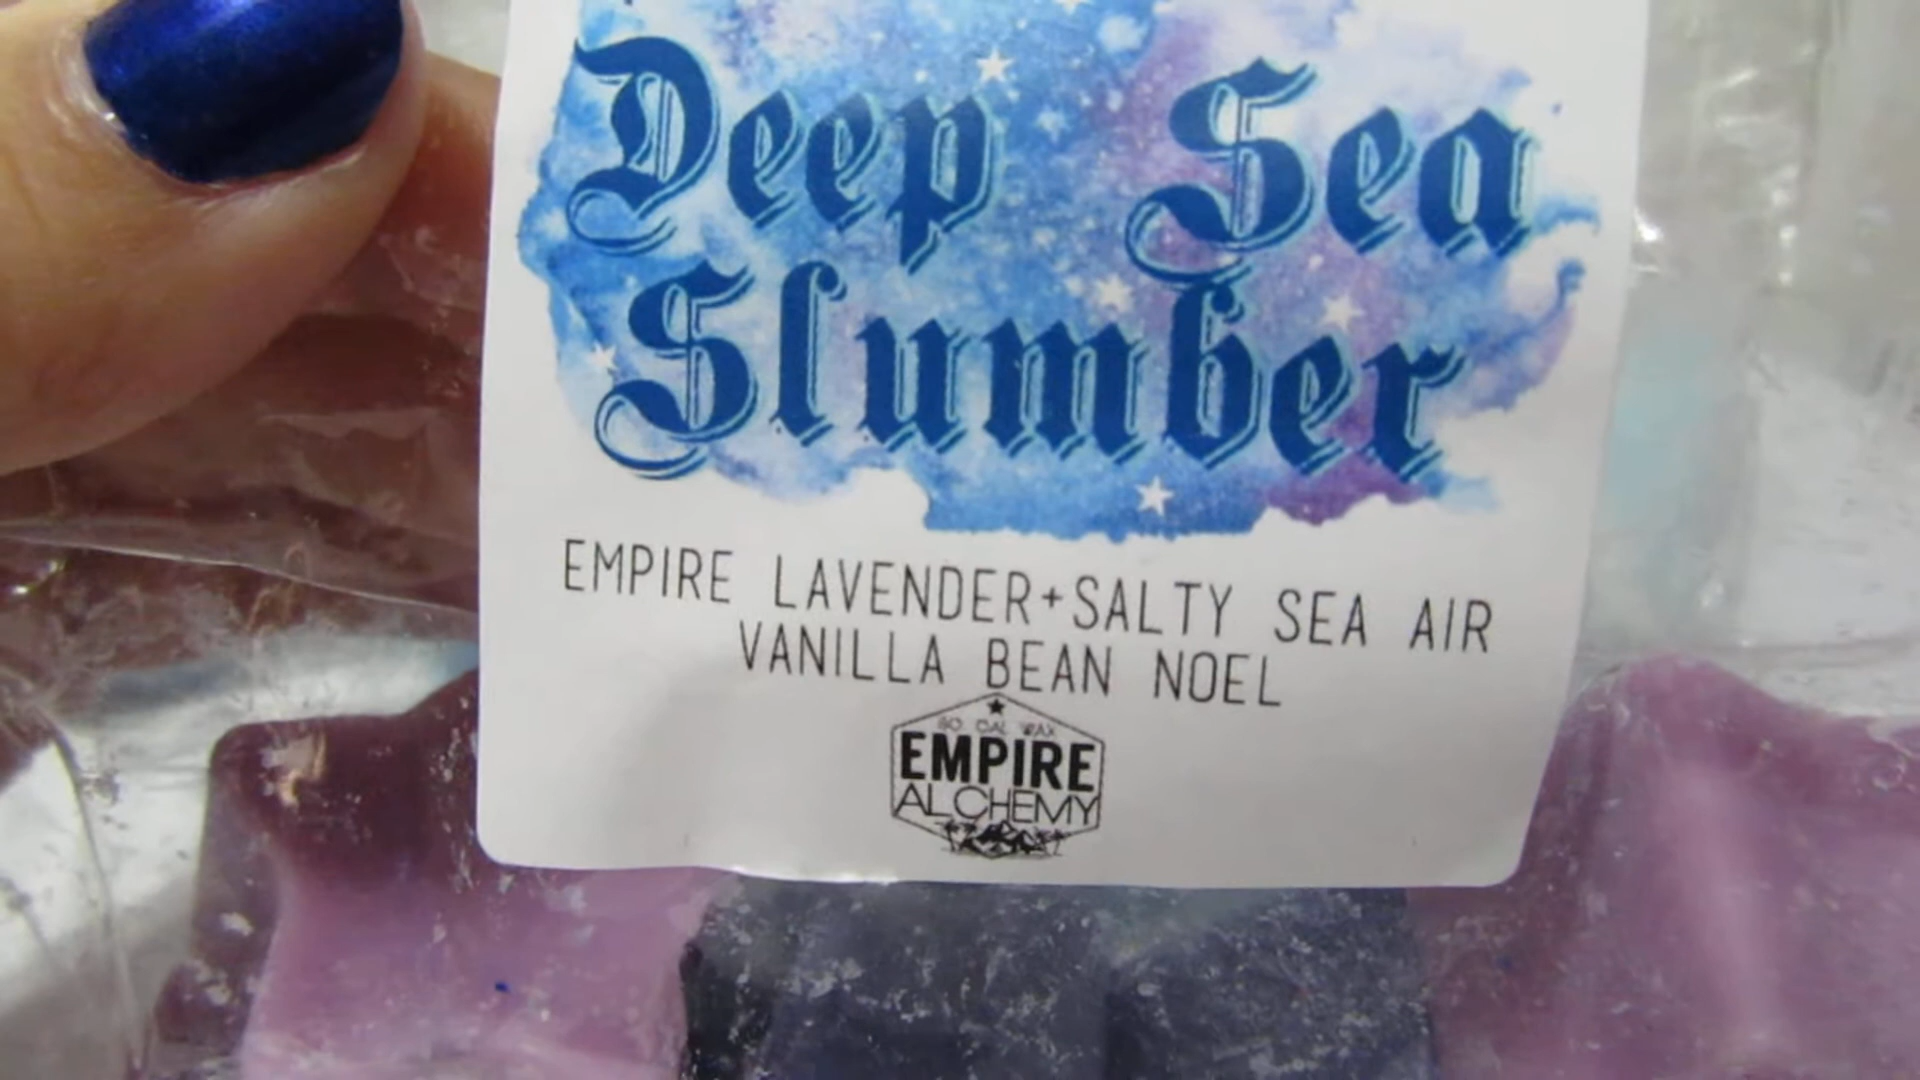 Deep Sea
Slumber
EMPIRE LAVENDER+SALTY SEA AIR
VANILLA BEAN NOEL
SO CAL WAX
EMPIRE
ALCHEMY